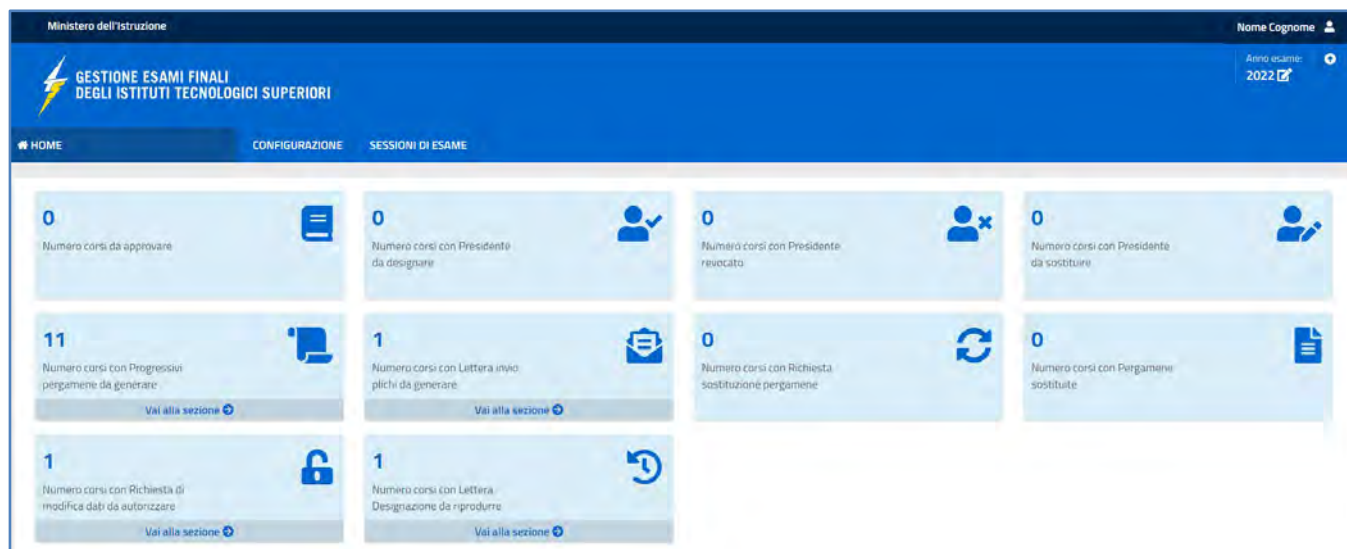 Ministero dell'Istruzione
Nome Cognome
GESTIONE ESAMI FINALI
DEGLI ISTITUTI TECNOLOGICI SUPERIORI
Anno esame:
2022
HOME
CONFIGURAZIONE
SESSIONI DI ESAME
0
Numero corsi da approvare
0
Numero corsi con Presidente
da designare
0
Numero corsi con Presidente
revocato
0
Numero corsi con Presidente
da sostituire
11
Numero corsi con Progressivi
pergamene da generare
Vai alla sezione
1
Numero corsi con Lettera invio
plichi da generare
Vai alla sezione
0
Numero corsi con Richiesta
sostituzione pergamene
0
Numero corsi con Pergamene
sostituite
1
Numero corsi con Richiesta di
modifica dati da autorizzare
Vai alla sezione
1
Numero corsi con Lettera
Designazione da riprodurre
Vai alla sezione